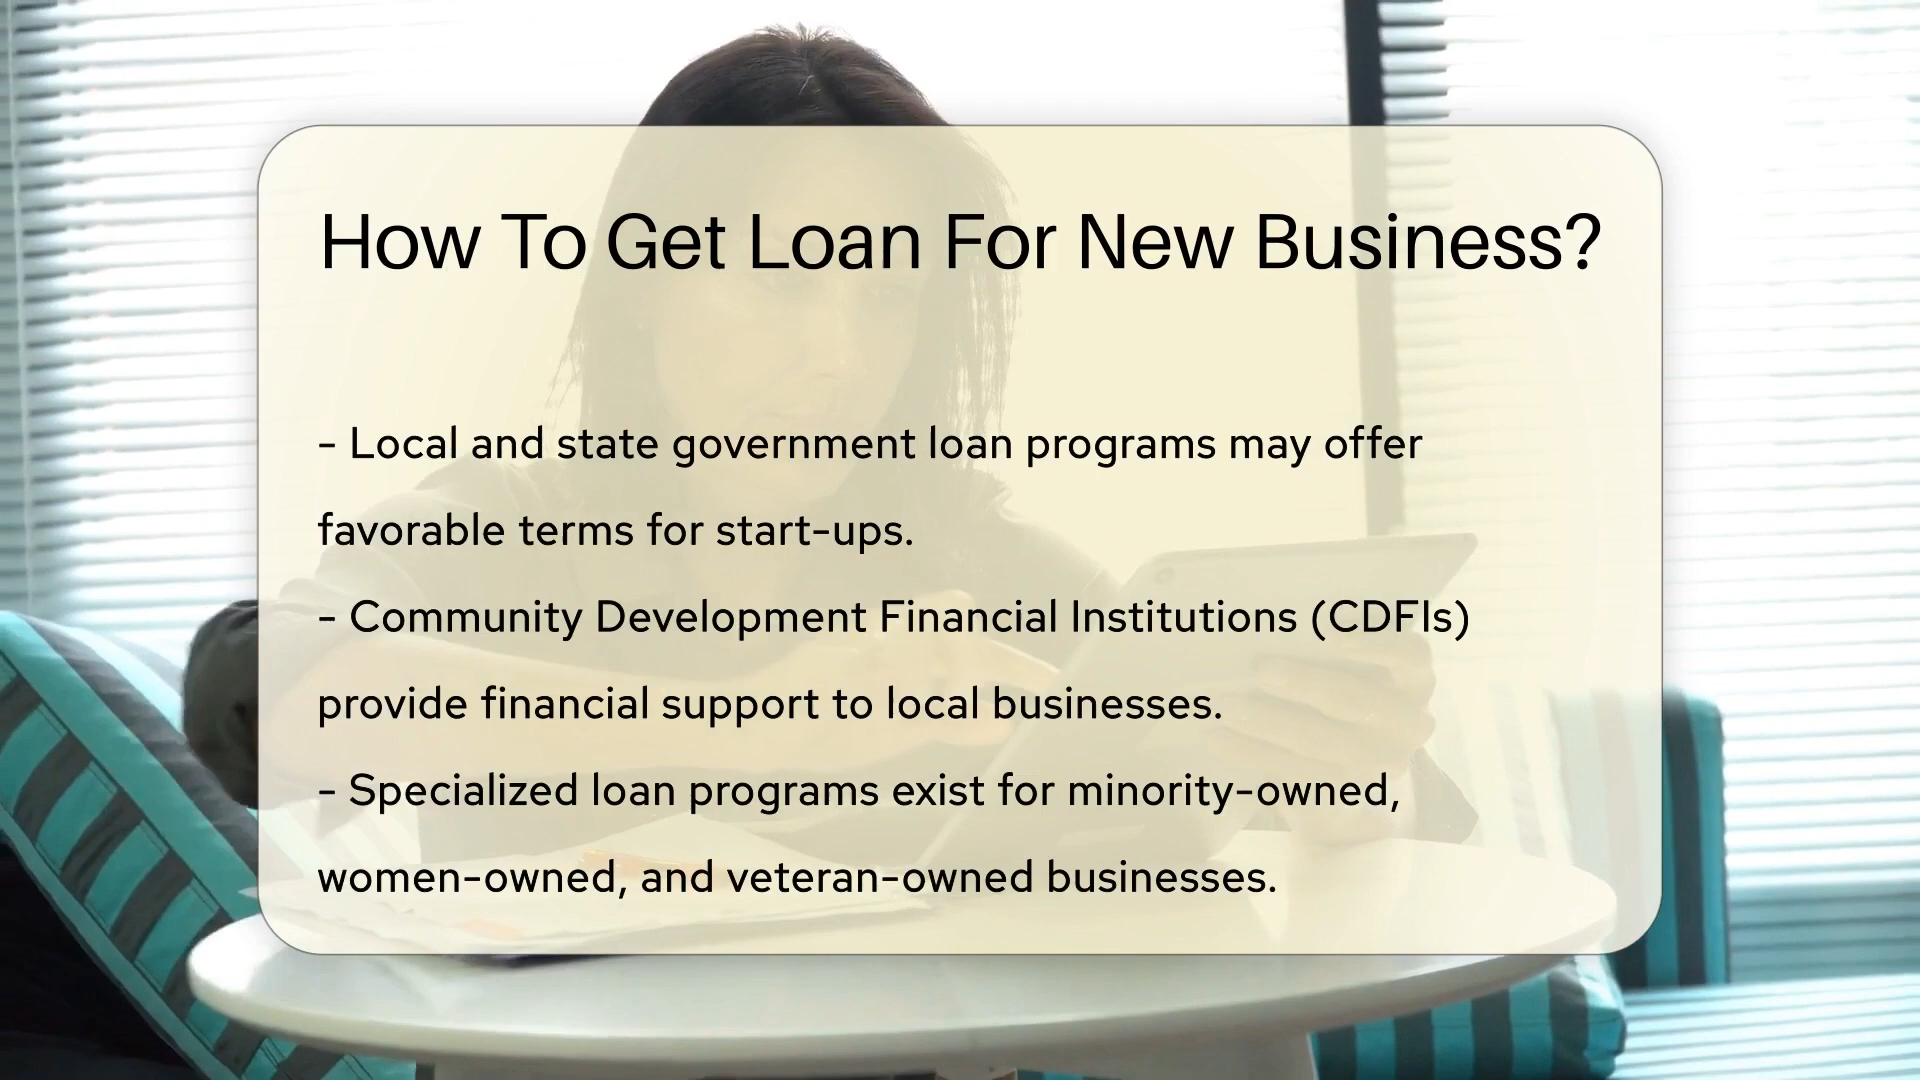 How To Get Loan For New Business?
- Local and state government loan programs may offer
favorable terms for start-ups.
- Community Development Financial Institutions (CDFIs)
provide financial support to local businesses.
- Specialized loan programs exist for minority-owned,
women-owned, and veteran-owned businesses.